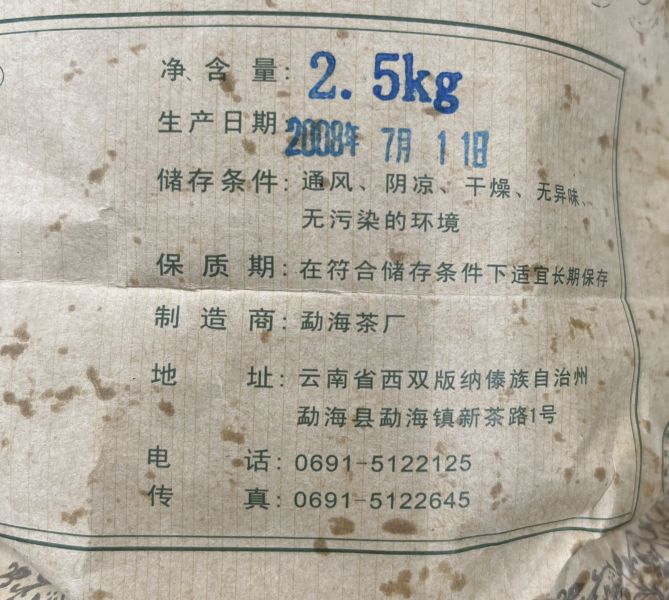 净含量: 2.5kg
生产日期: 2008年 7月 11日
储存条件: 通风、阴凉、干燥、无异味、
无污染的环境
保质期: 在符合储存条件下适宜长期保存
制造商: 勐海茶厂
地址: 云南省西双版纳傣族自治州
勐海县勐海镇新茶路1号
电话: 0691-5122125
传真: 0691-5122645